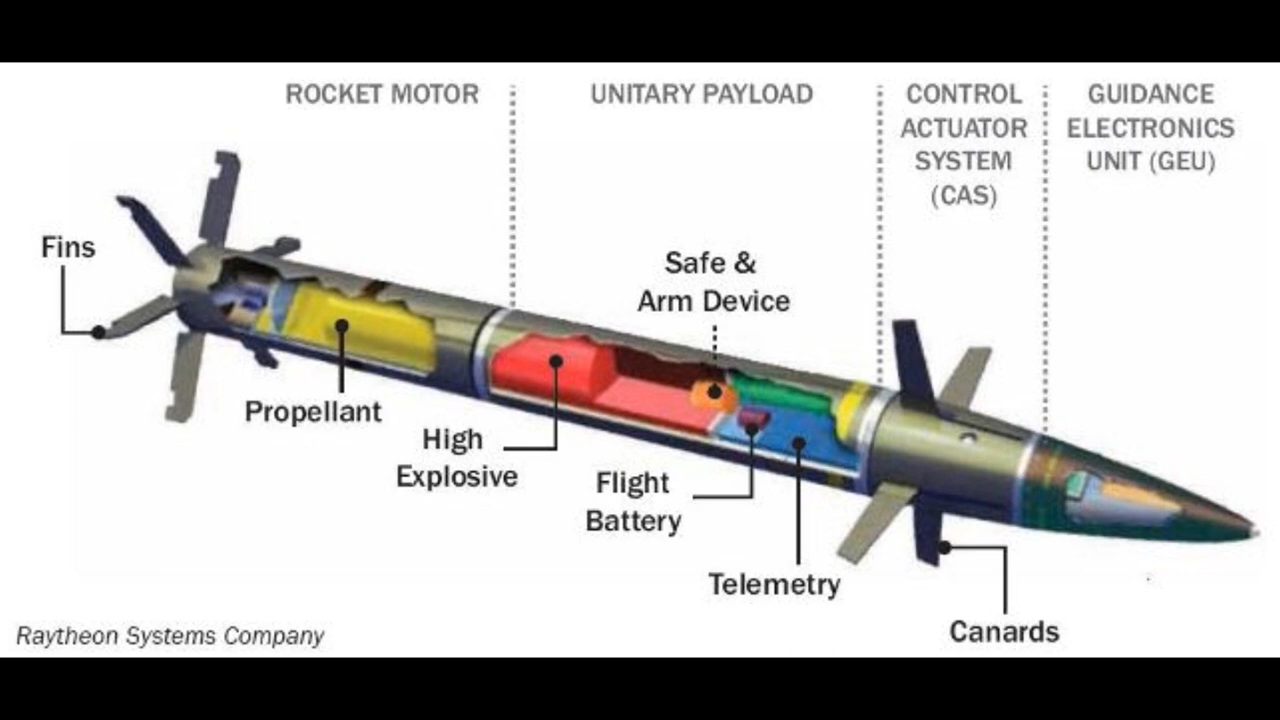 ROCKET MOTOR
UNITARY PAYLOAD
CONTROL
ACTUATOR
SYSTEM
(CAS)
GUIDANCE
ELECTRONICS
UNIT (GEU)
Fins
Safe &
Arm Device
Propellant
High
Explosive
Flight
Battery
Telemetry
Canards
Raytheon Systems Company